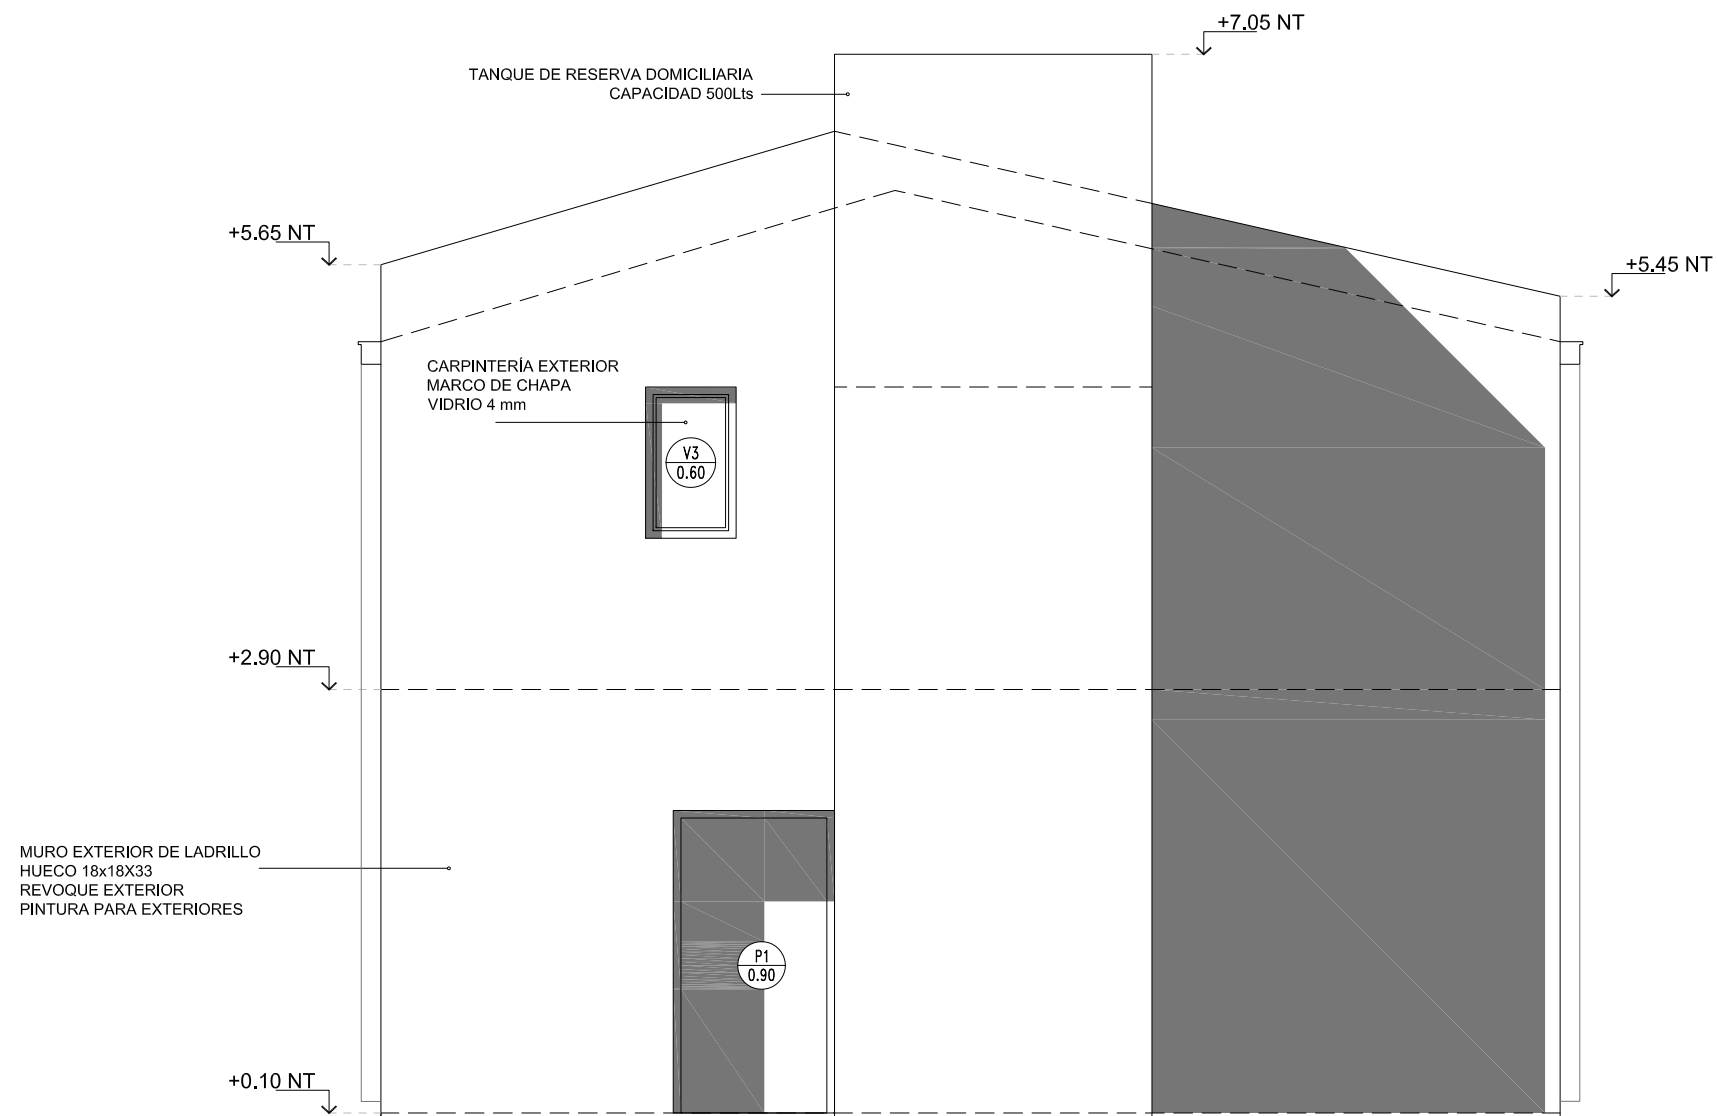 +7.05 NT
TANQUE DE RESERVA DOMICILIARIA
CAPACIDAD 500Lts
+5.65 NT
+5.45 NT
CARPINTERÍA EXTERIOR
MARCO DE CHAPA
VIDRIO 4 mm
V3
0.60
+2.90 NT
MURO EXTERIOR DE LADRILLO
HUECO 18x18X33
REVOQUE EXTERIOR
PINTURA PARA EXTERIORES
P1
0.90
+0.10 NT